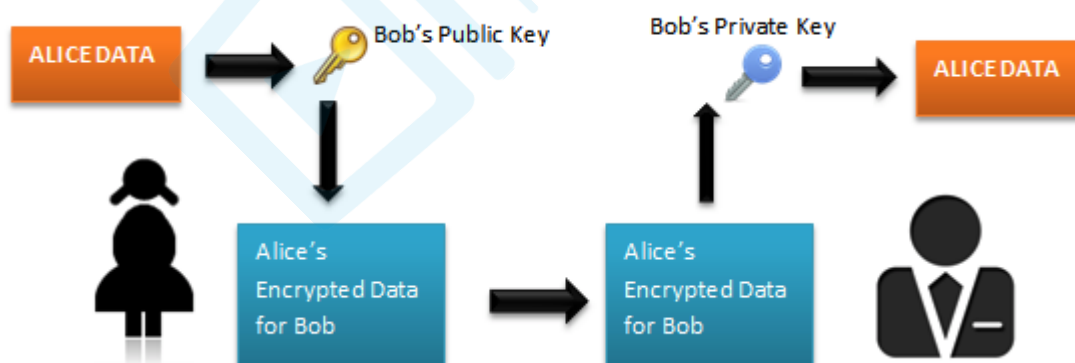 ALICE DATA
Bob's Public Key
Bob's Private Key
ALICE DATA
Alice's
Encrypted Data
for Bob
Alice's
Encrypted Data
for Bob